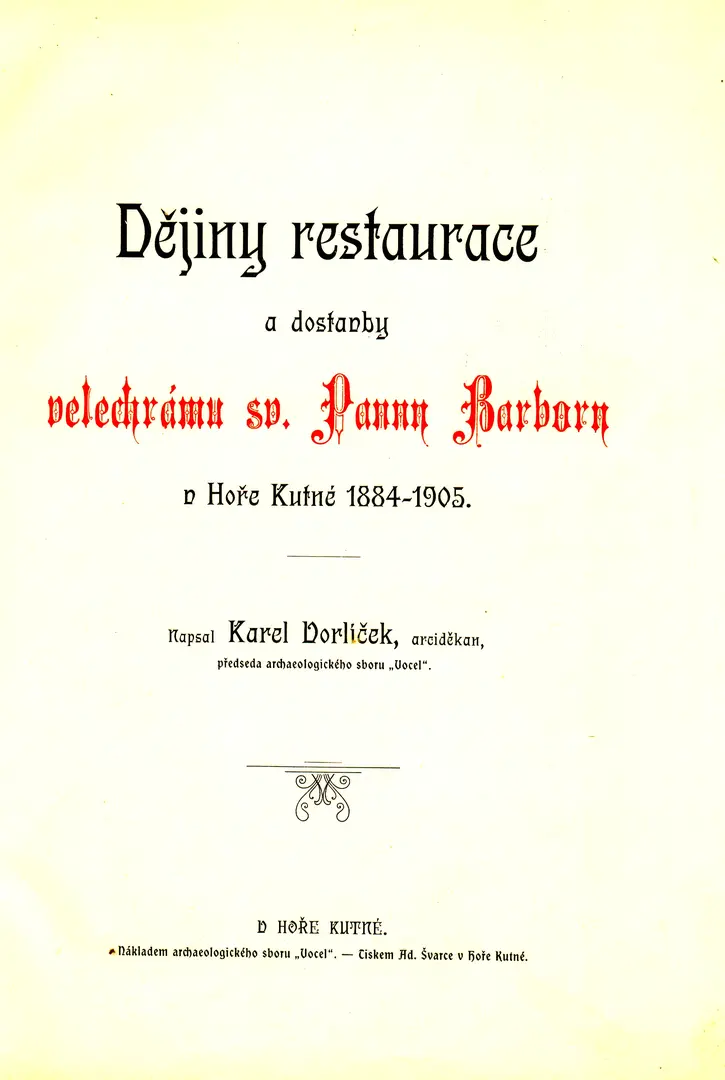 Dějiny restaurace
a dostavby
velechrámu sv. Panny Barbory
v Hoře Kutné 1884-1905.
Napsal Karel Vorlíček, arciděkan,
předseda archaeologického sboru „Vocel“.
V HOŘE KUTNÉ.
Nákladem archaeologického sboru „Vocel“. — Tiskem Ad. Švarce v Hoře Kutné.